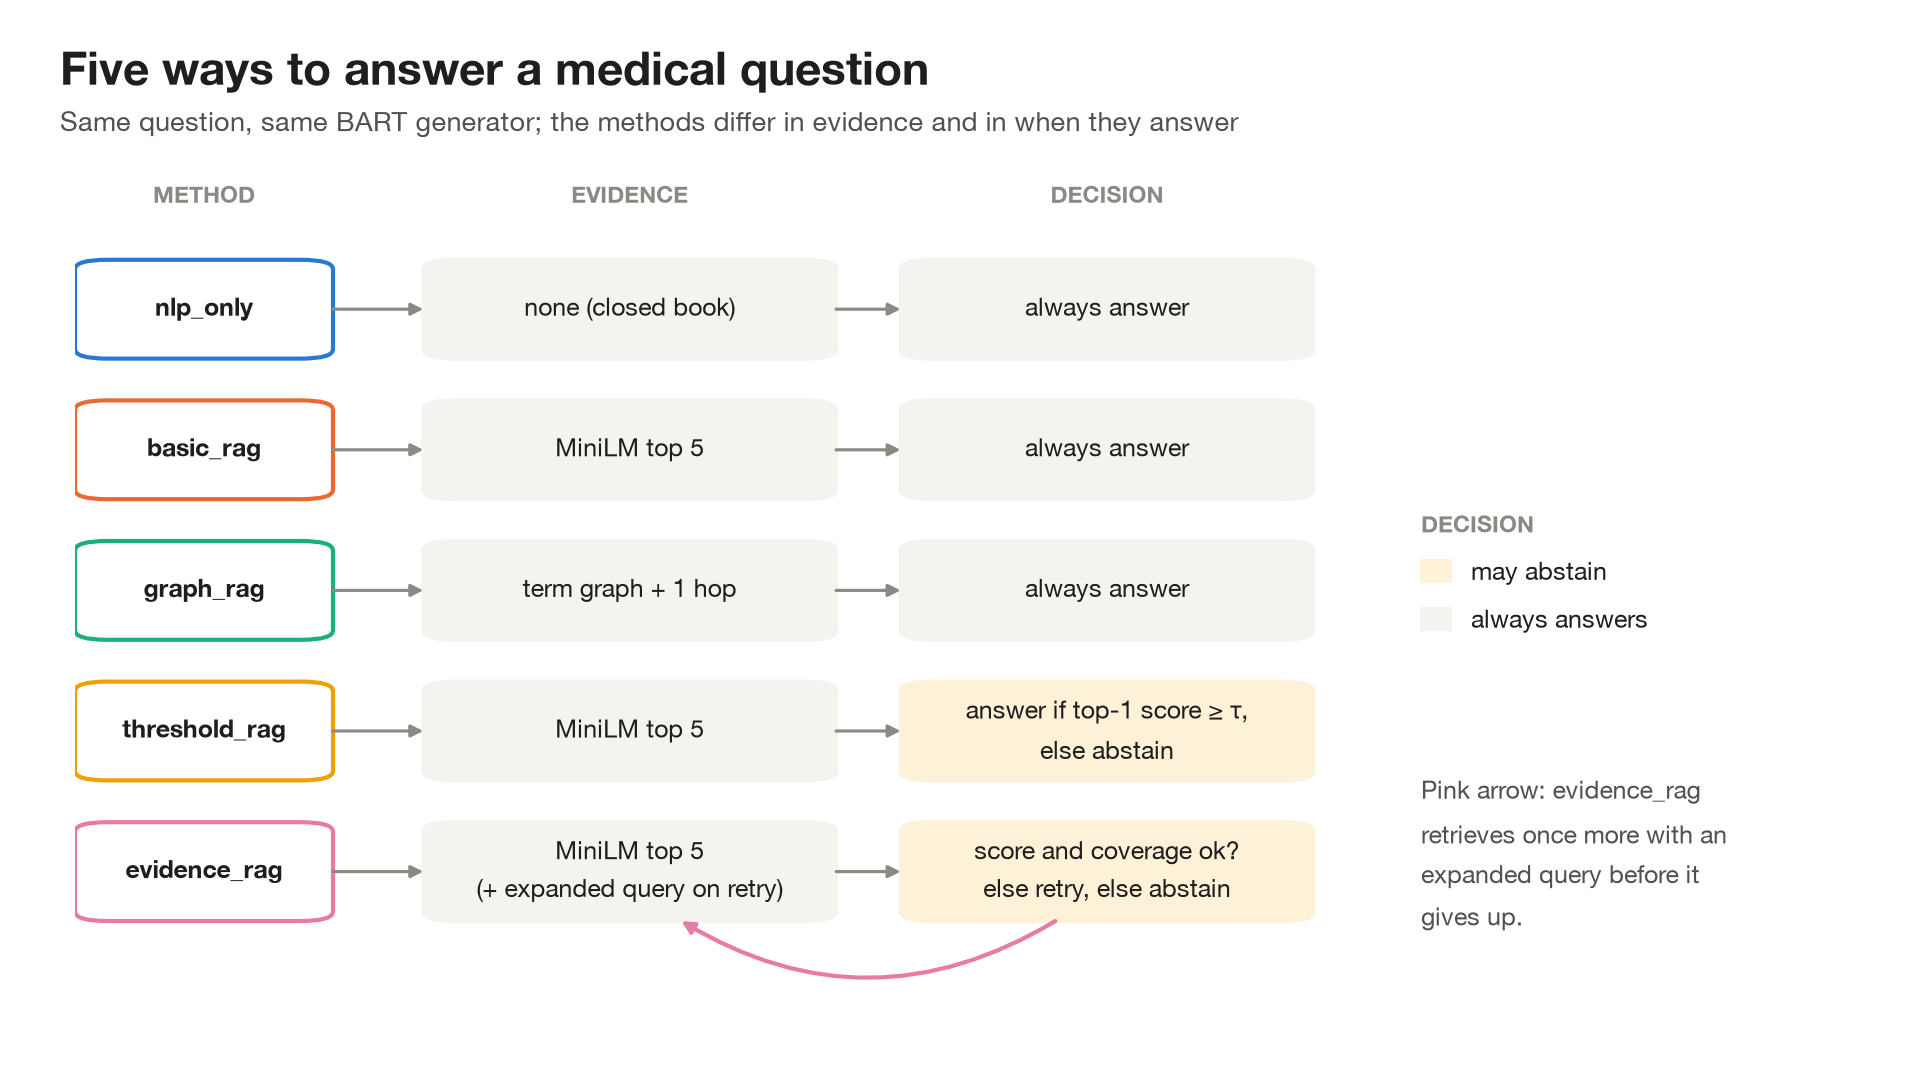 Five ways to answer a medical question
Same question, same BART generator; the methods differ in evidence and in when they answer
METHOD
EVIDENCE
DECISION
nlp_only
none (closed book)
always answer
basic_rag
MiniLM top 5
always answer
graph_rag
term graph + 1 hop
always answer
threshold_rag
MiniLM top 5
answer if top-1 score ≥ τ,
else abstain
evidence_rag
MiniLM top 5
(+ expanded query on retry)
score and coverage ok?
else retry, else abstain
DECISION
may abstain
always answers
Pink arrow: evidence_rag
retrieves once more with an
expanded query before it
gives up.